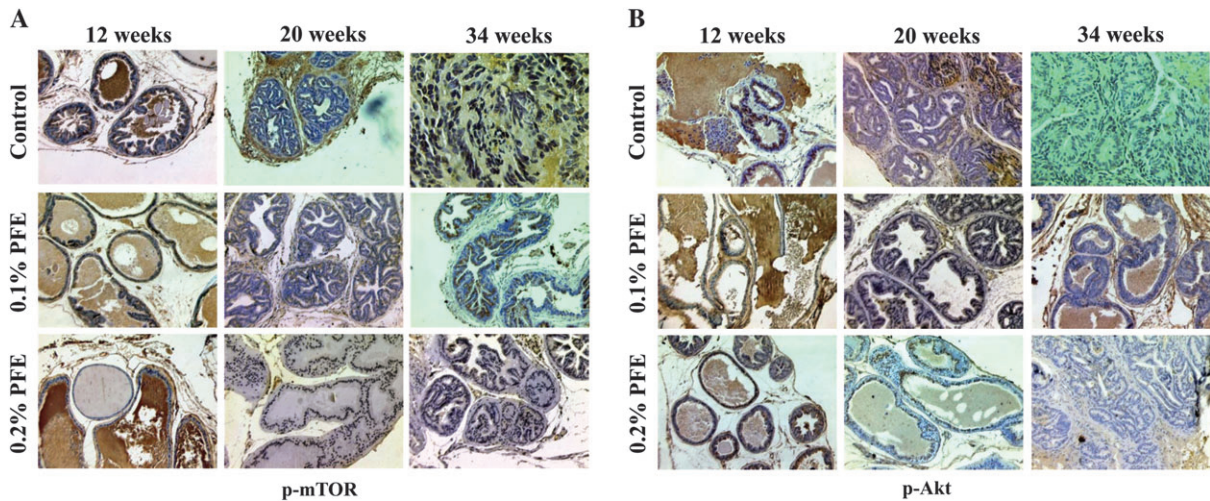 A
12 weeks 20 weeks 34 weeks
Control
0.1% PFE
0.2% PFE
p-mTOR
B
12 weeks 20 weeks 34 weeks
Control
0.1% PFE
0.2% PFE
p-Akt